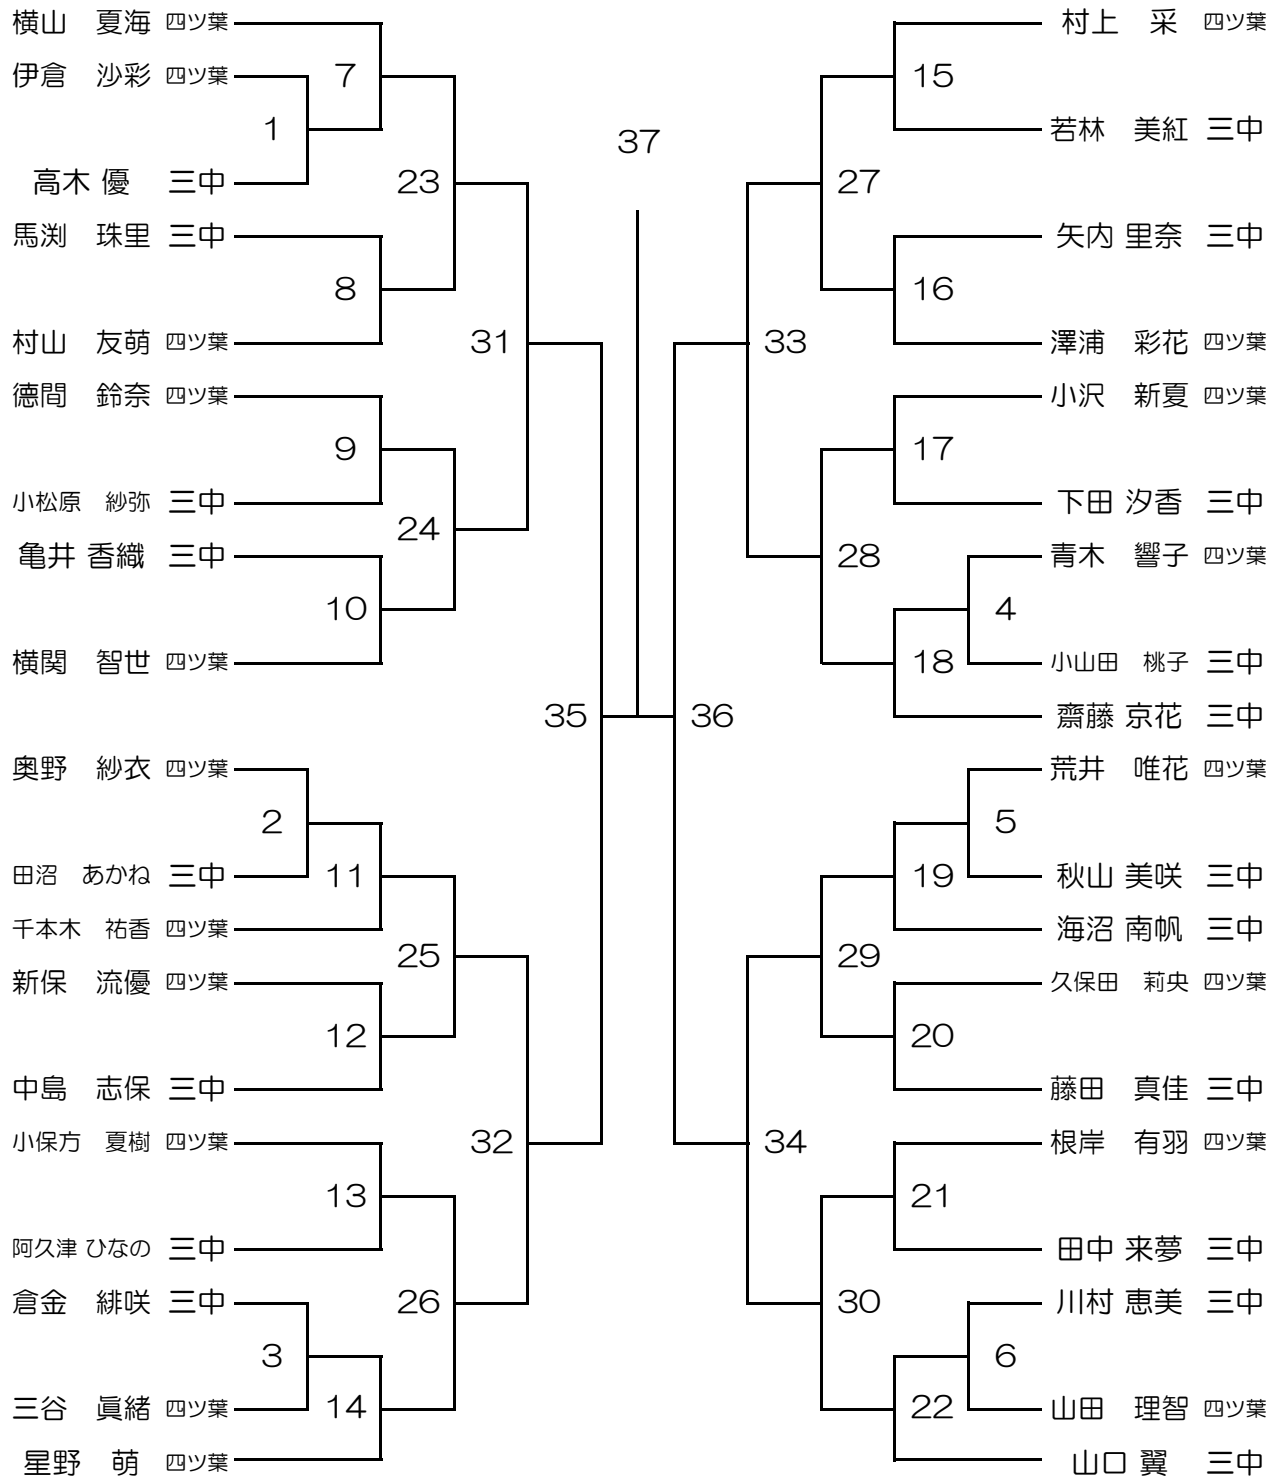 横山　夏海 四ツ葉
伊倉　沙彩 四ツ葉
7
1
高木 優　三中
23
馬渕　珠里 三中
8
村山　友萌 四ツ葉
31
德間　鈴奈 四ツ葉
9
小松原　紗弥 三中
24
亀井 香織 三中
10
横関　智世 四ツ葉
35
奥野　紗衣 四ツ葉
2
田沼　あかね 三中
11
千本木　祐香 四ツ葉
25
新保　流優 四ツ葉
12
中島　志保 三中
小保方　夏樹 四ツ葉
32
13
阿久津 ひなの 三中
倉金　緋咲 三中
26
3
三谷　眞緒 四ツ葉
14
星野　萌 四ツ葉
37
村上　采 四ツ葉
15
若林　美紅 三中
27
矢内 里奈 三中
16
33
澤浦　彩花 四ツ葉
小沢　新夏 四ツ葉
17
下田 汐香 三中
28
青木　響子 四ツ葉
4
18
小山田　桃子 三中
36
齋藤 京花 三中
荒井　唯花 四ツ葉
5
19
秋山 美咲 三中
海沼 南帆 三中
29
久保田　莉央 四ツ葉
20
藤田　真佳 三中
34
根岸　有羽 四ツ葉
21
田中 来夢 三中
30
川村 恵美 三中
6
22
山田　理智 四ツ葉
山口 翼 三中